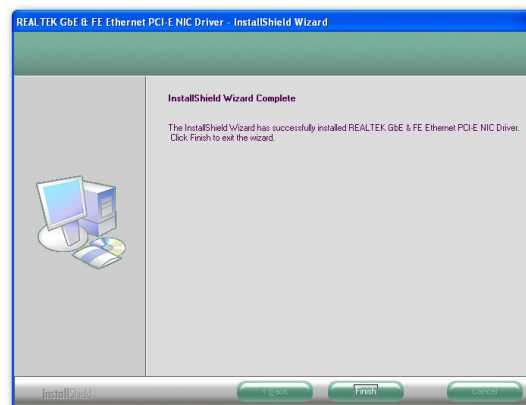 REALTEK GbE & FE Ethernet PCI-E NIC Driver - InstallShield Wizard
InstallShield Wizard Complete
The InstallShield Wizard has successfully installed REALTEK GbE & FE Ethernet PCI-E NIC Driver.
Click Finish to exit the wizard.
InstallShield
< Back
Finish
Cancel